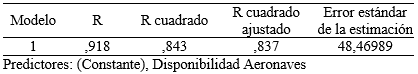 Modelo R R cuadrado R cuadrado ajustado Error estándar de la estimación
1 ,918 ,843 ,837 48,46989
Predictores: (Constante), Disponibilidad Aeronaves